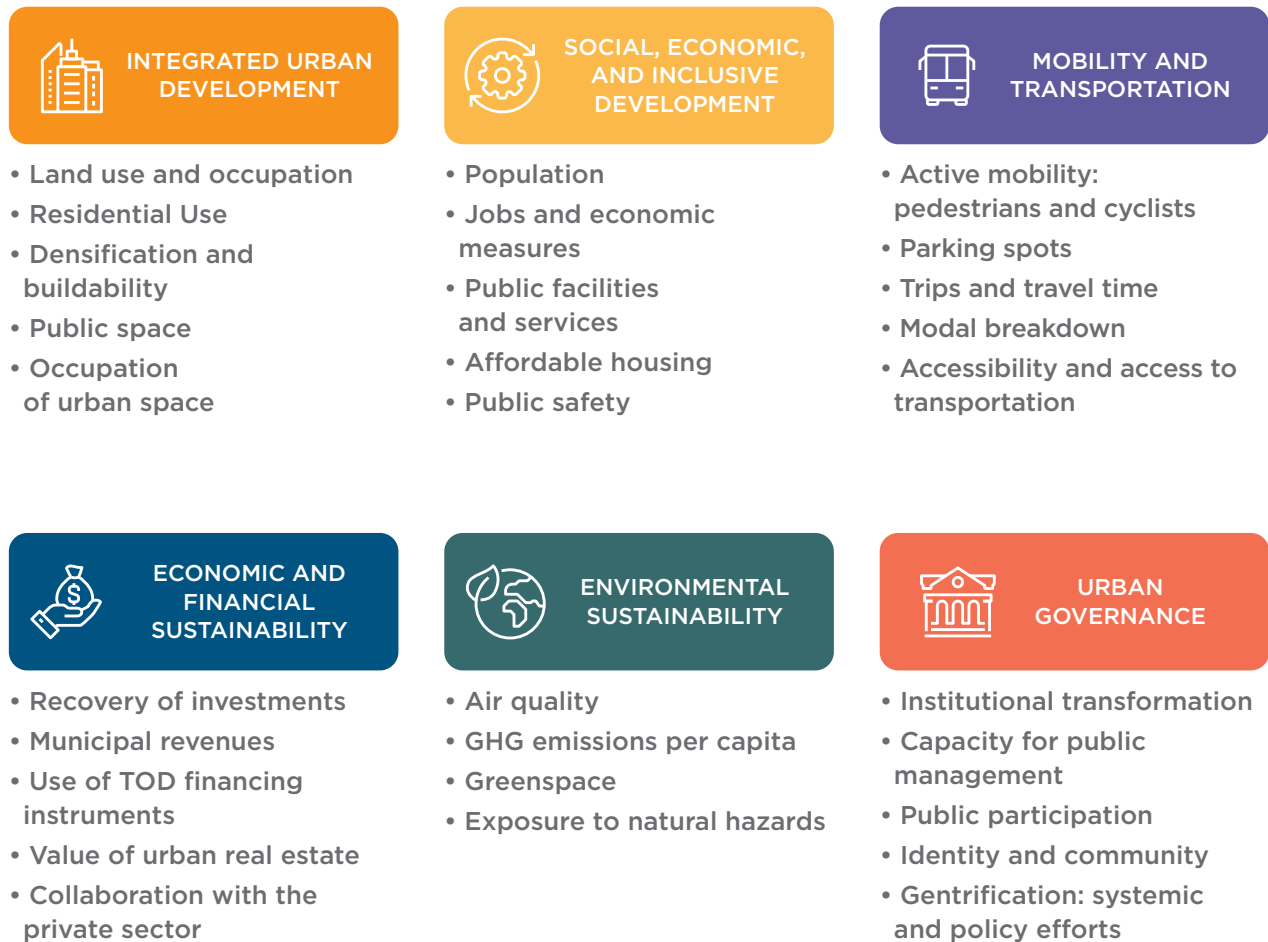 INTEGRATED URBAN
DEVELOPMENT
• Land use and occupation
• Residential Use
• Densification and
buildability
• Public space
• Occupation
of urban space
SOCIAL, ECONOMIC,
AND INCLUSIVE
DEVELOPMENT
• Population
• Jobs and economic
measures
• Public facilities
and services
• Affordable housing
• Public safety
MOBILITY AND
TRANSPORTATION
• Active mobility:
pedestrians and cyclists
• Parking spots
• Trips and travel time
• Modal breakdown
• Accessibility and access to
transportation
$
ECONOMIC AND
FINANCIAL
SUSTAINABILITY
• Recovery of investments
• Municipal revenues
• Use of TOD financing
instruments
• Value of urban real estate
• Collaboration with the
private sector
ENVIRONMENTAL
SUSTAINABILITY
• Air quality
• GHG emissions per capita
• Greenspace
• Exposure to natural hazards
URBAN
GOVERNANCE
• Institutional transformation
• Capacity for public
management
• Public participation
• Identity and community
• Gentrification: systemic
and policy efforts